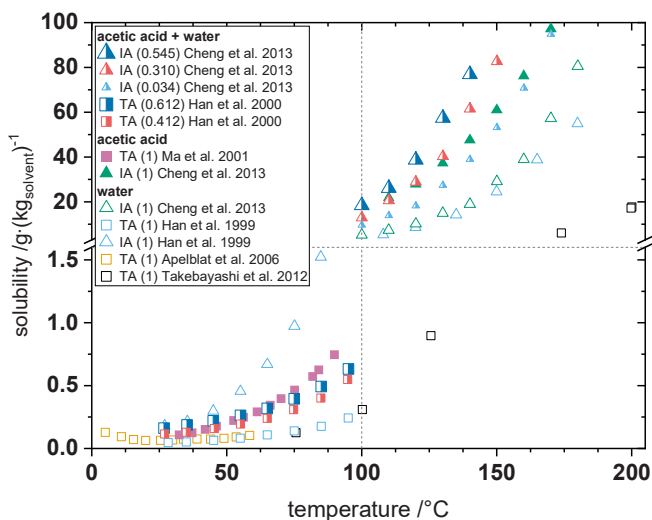 100
80
60
40
20
1.5
1.0
0.5
0.0
solubility /g·(kg_solvent)⁻¹
acetic acid + water
IA (0.545) Cheng et al. 2013
IA (0.310) Cheng et al. 2013
IA (0.034) Cheng et al. 2013
TA (0.612) Han et al. 2000
TA (0.412) Han et al. 2000
acetic acid
TA (1) Ma et al. 2001
IA (1) Cheng et al. 2013
water
IA (1) Cheng et al. 2013
TA (1) Han et al. 1999
IA (1) Han et al. 1999
TA (1) Apelblat et al. 2006
TA (1) Takebayashi et al. 2012
0 25 50 75 100 125 150 175 200
temperature /°C